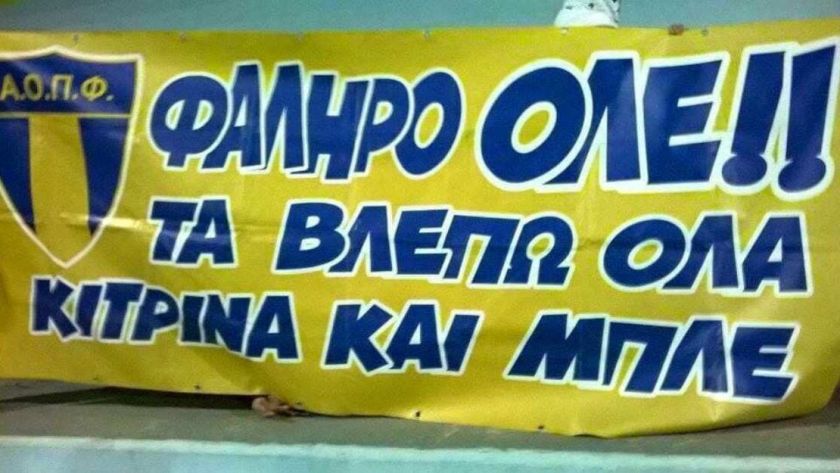 Α.Ο.Π.Φ.
ΦΑΛΗΡΟ ΟΛΕ!!
ΤΑ ΒΛΕΠΩ ΟΛΑ
ΚΙΤΡΙΝΑ ΚΑΙ ΜΠΛΕ